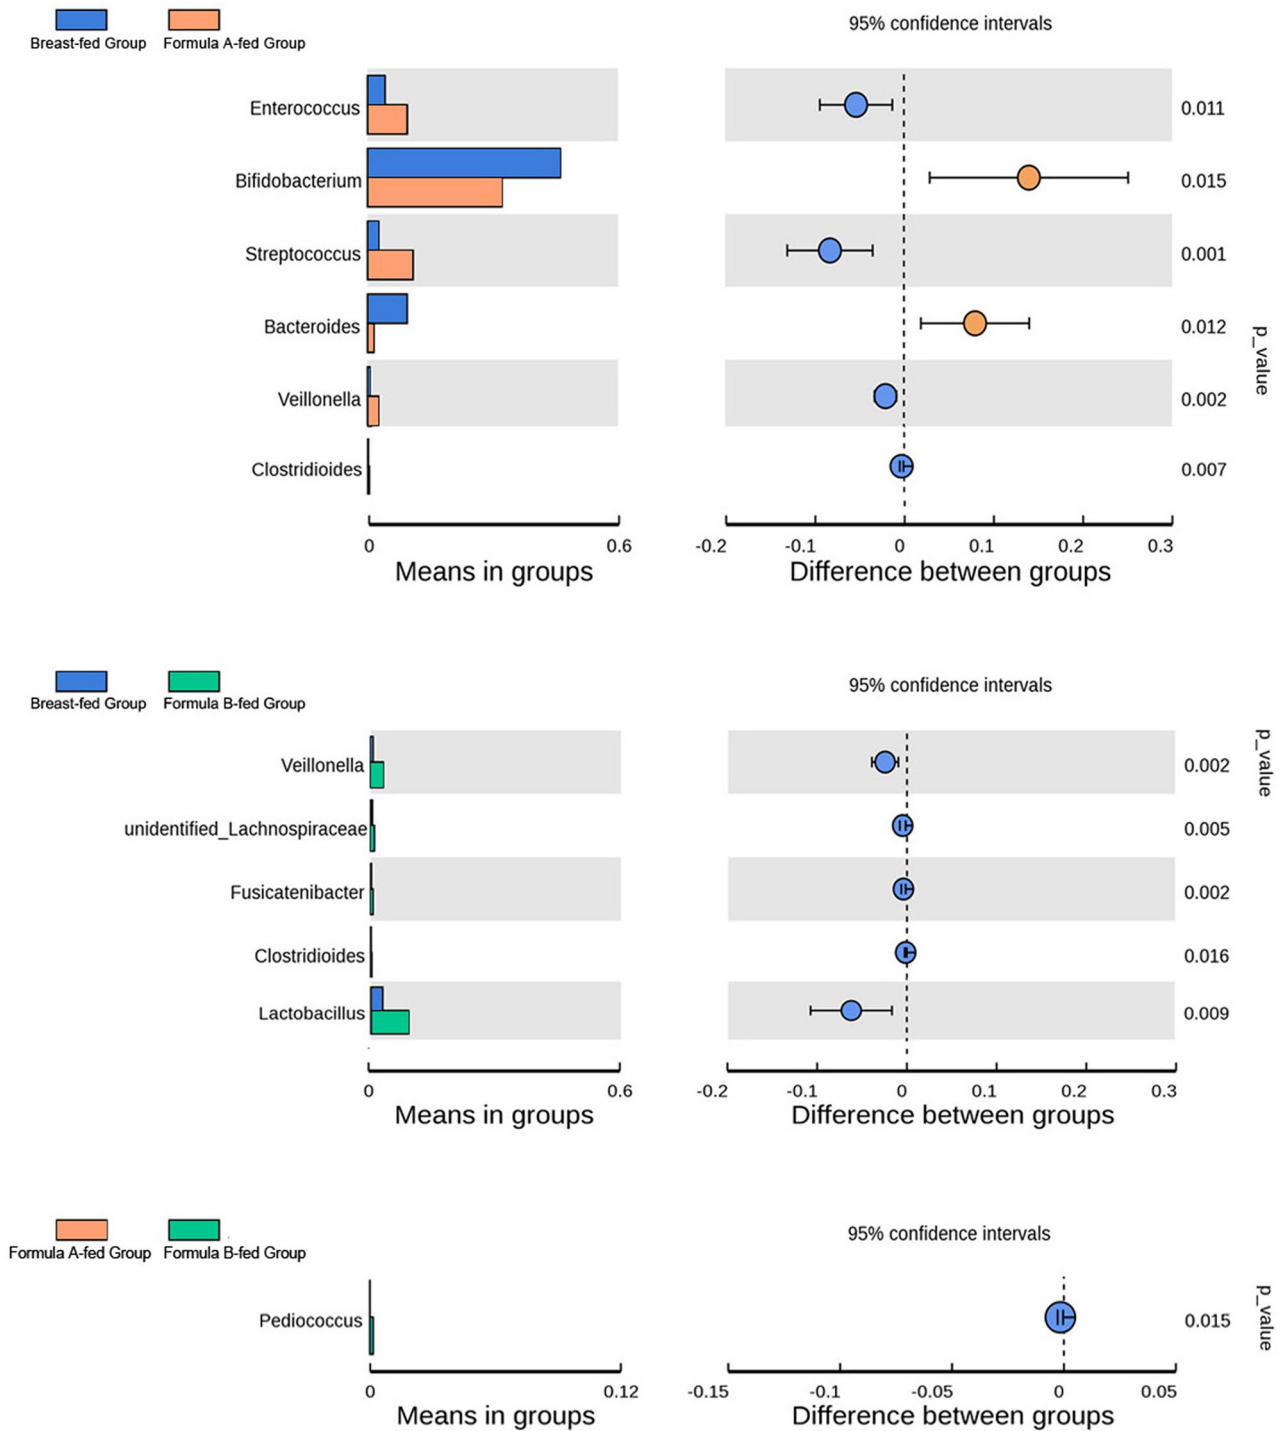 Breast-fed Group Formula A-fed Group
95% confidence intervals
Enterococcus 0.011
Bifidobacterium 0.015
Streptococcus 0.001
Bacteroides 0.012
p_value
Veillonella 0.002
Clostridioides 0.007
0 0.6 -0.2 -0.1 0 0.1 0.2 0.3
Means in groups Difference between groups
Breast-fed Group Formula B-fed Group
95% confidence intervals
p_value
Veillonella 0.002
unidentified_Lachnospiraceae 0.005
Fusicatenibacter 0.002
Clostridioides 0.016
Lactobacillus 0.009
0 0.6 -0.2 -0.1 0 0.1 0.2 0.3
Means in groups Difference between groups
Formula A-fed Group Formula B-fed Group
95% confidence intervals
p_value
Pediococcus 0.015
0 0.12 -0.15 -0.1 -0.05 0 0.05
Means in groups Difference between groups